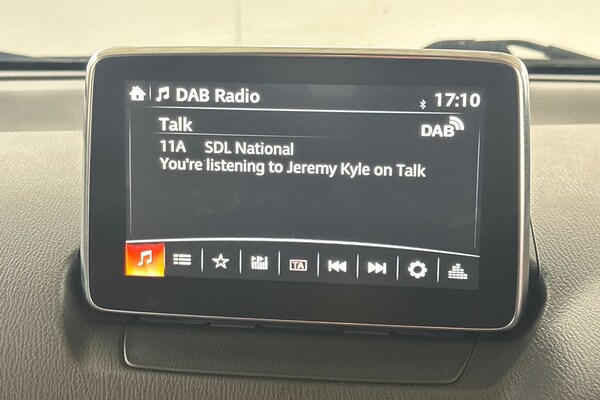 DAB Radio 17:10
Talk DAB
11A SDL National
You're listening to Jeremy Kyle on Talk
TA